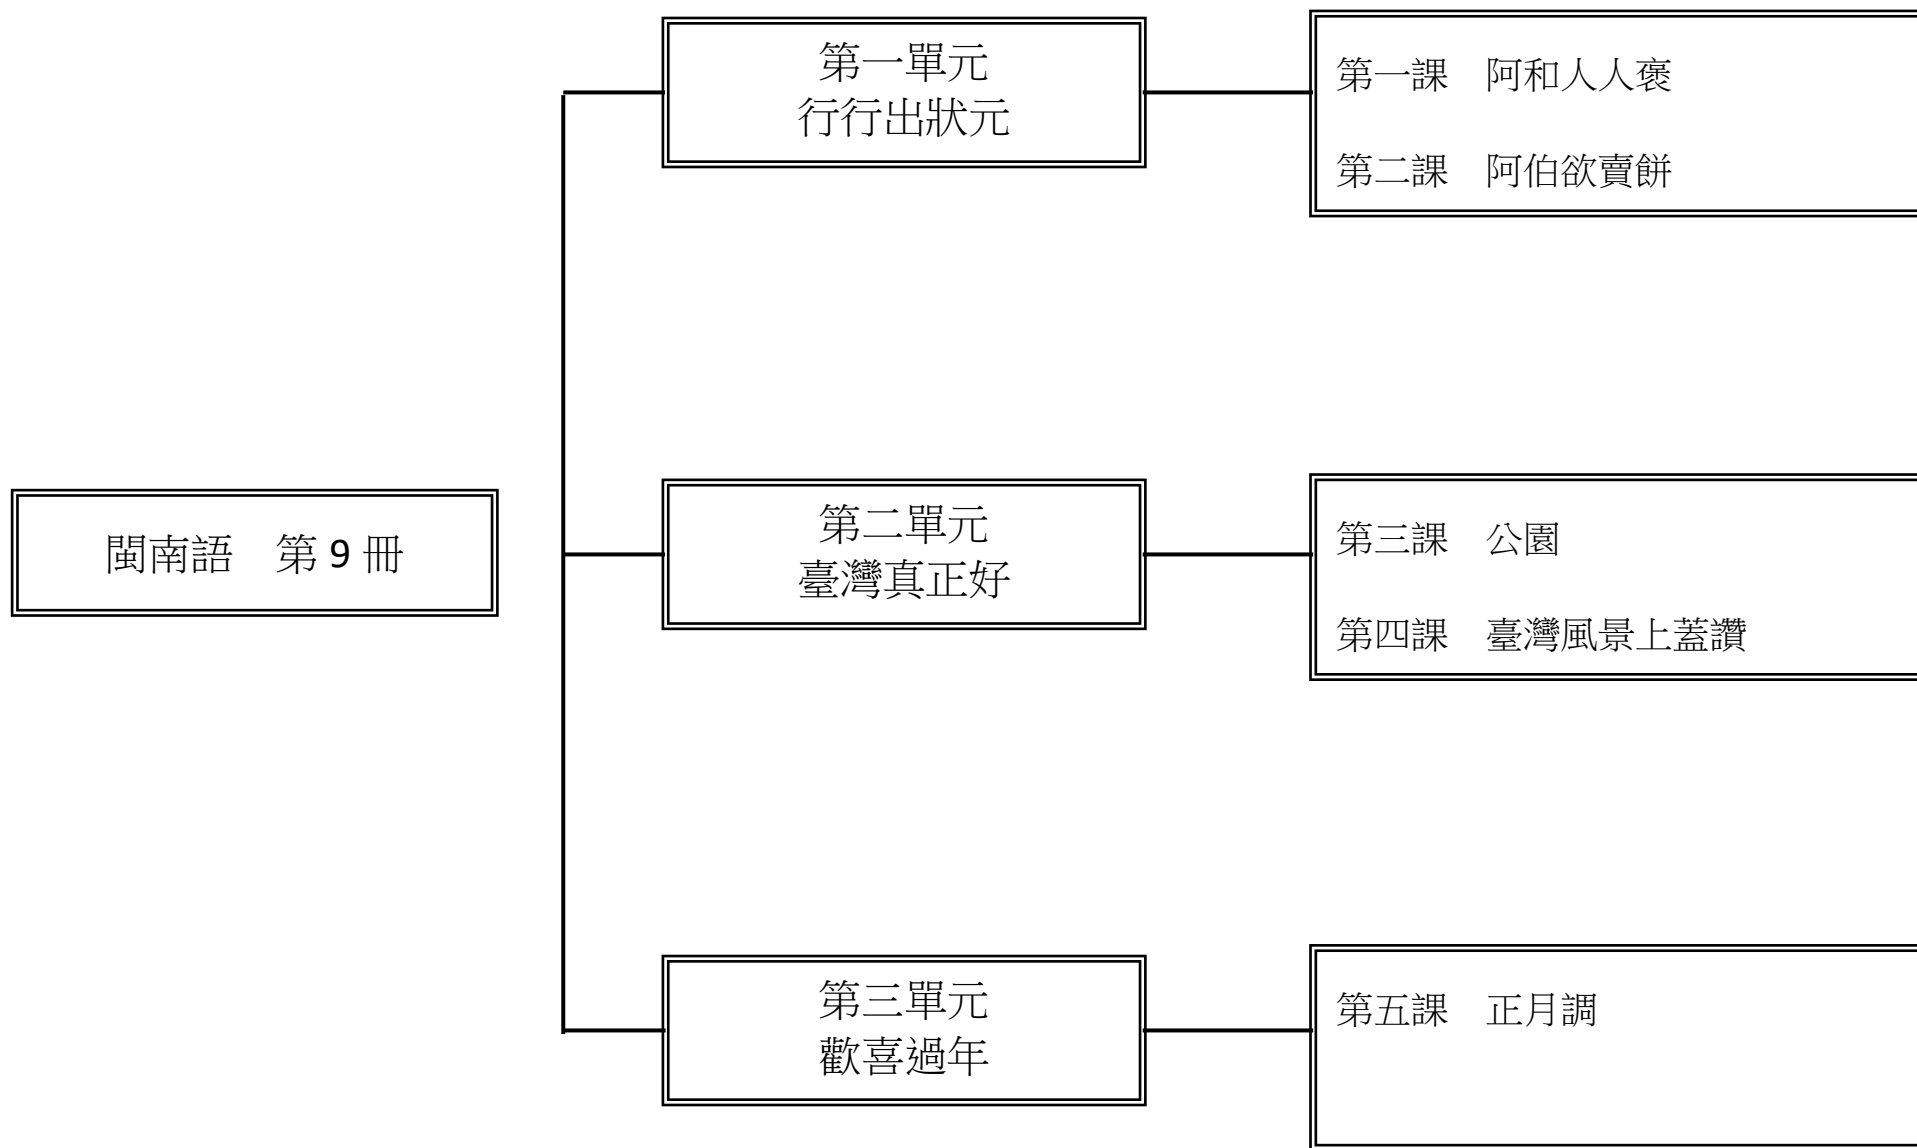 閩南語　第 9 冊
第一單元
行行出狀元
第一課　阿和人人褒
第二課　阿伯欲賣餅
第二單元
臺灣真正好
第三課　公園
第四課　臺灣風景上蓋讚
第三單元
歡喜過年
第五課　正月調